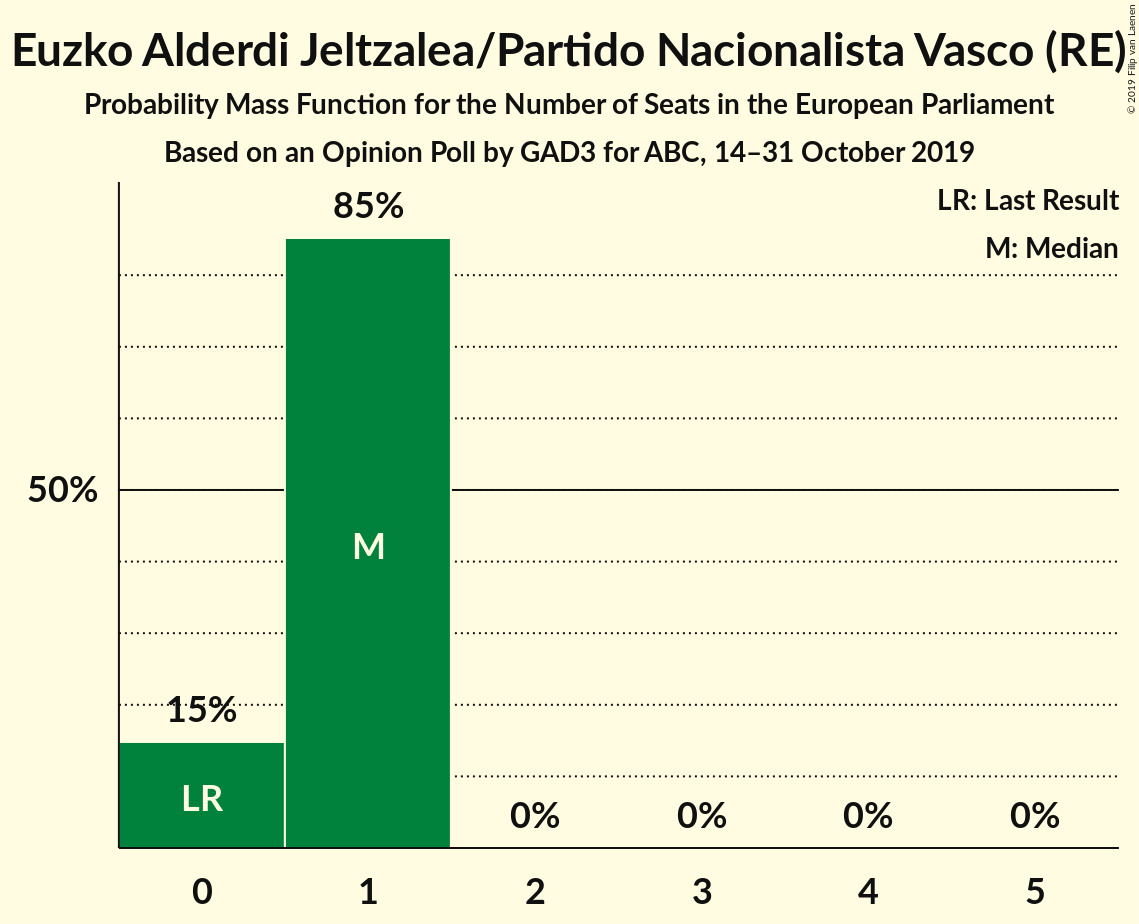 Euzko Alderdi Jeltzalea/Partido Nacionalista Vasco (RE)
© 2019 Filip van Laenen
Probability Mass Function for the Number of Seats in the European Parliament
Based on an Opinion Poll by GAD3 for ABC, 14–31 October 2019
LR: Last Result
M: Median
85%
50%
M
15%
LR
0%
0%
0%
0%
0
1
2
3
4
5